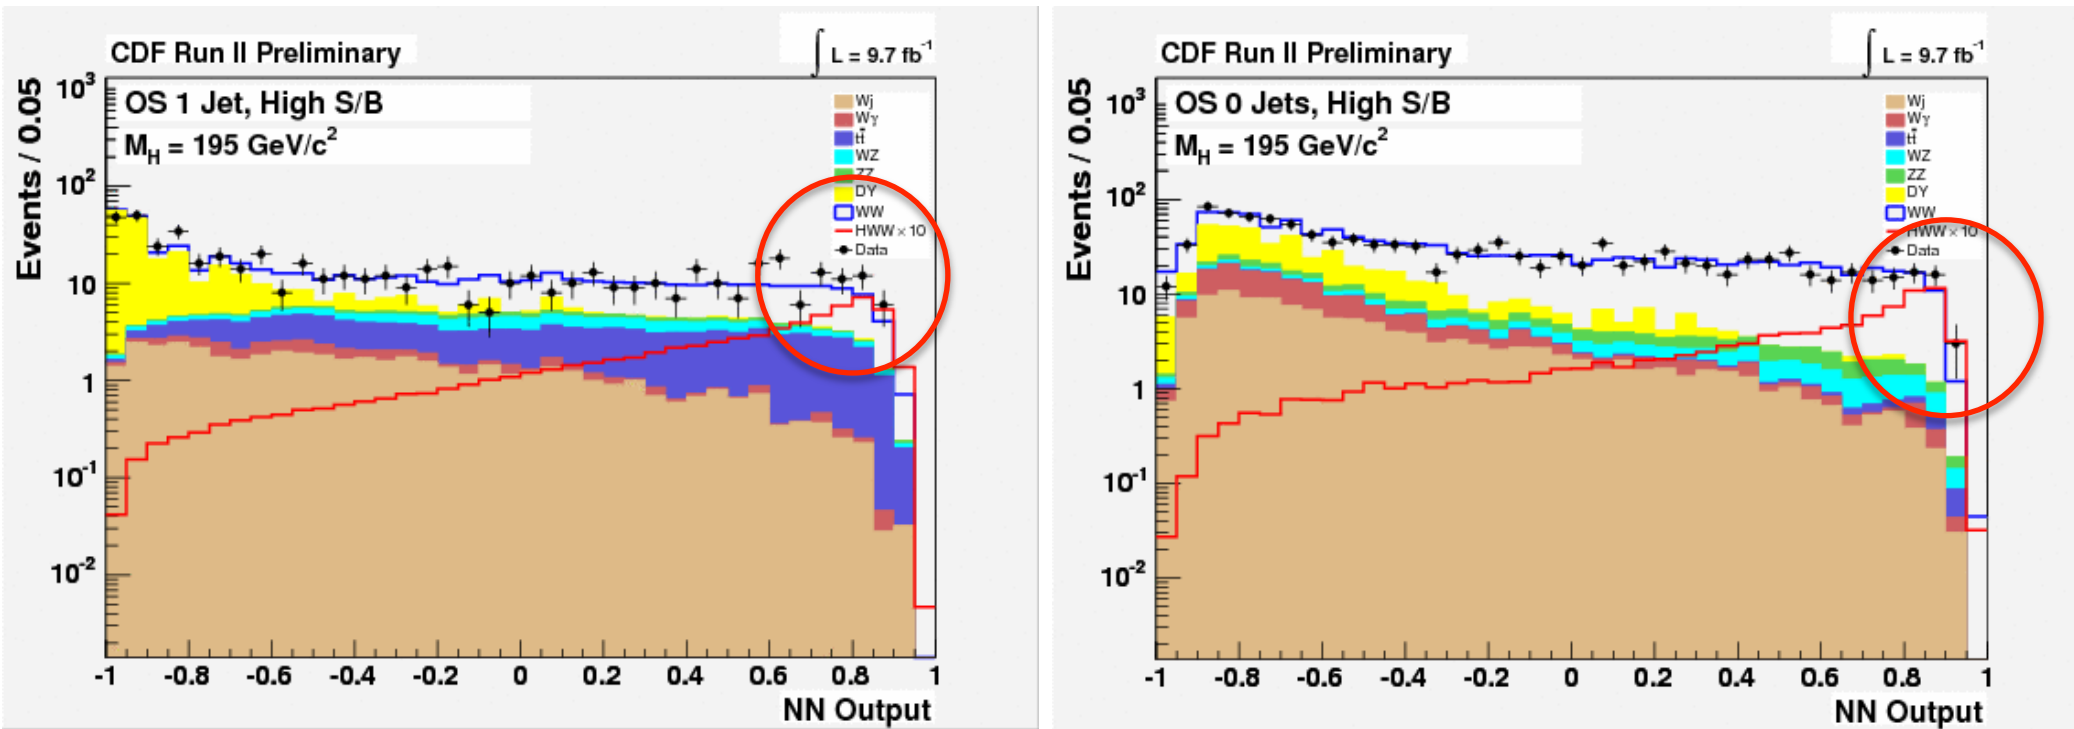 CDF Run II Preliminary
∫ L = 9.7 fb⁻¹
Events / 0.05
OS 1 Jet, High S/B
M_H = 195 GeV/c²
Wj
Wγ
tt̄
WZ
ZZ
DY
WW
HWW×10
Data
10³
10²
10
1
10⁻¹
10⁻²
-1 -0.8 -0.6 -0.4 -0.2 0 0.2 0.4 0.6 0.8 1
NN Output
CDF Run II Preliminary
∫ L = 9.7 fb⁻¹
Events / 0.05
OS 0 Jets, High S/B
M_H = 195 GeV/c²
Wj
Wγ
tt̄
WZ
ZZ
DY
WW
HWW×10
Data
10³
10²
10
1
10⁻¹
10⁻²
-1 -0.8 -0.6 -0.4 -0.2 0 0.2 0.4 0.6 0.8 1
NN Output